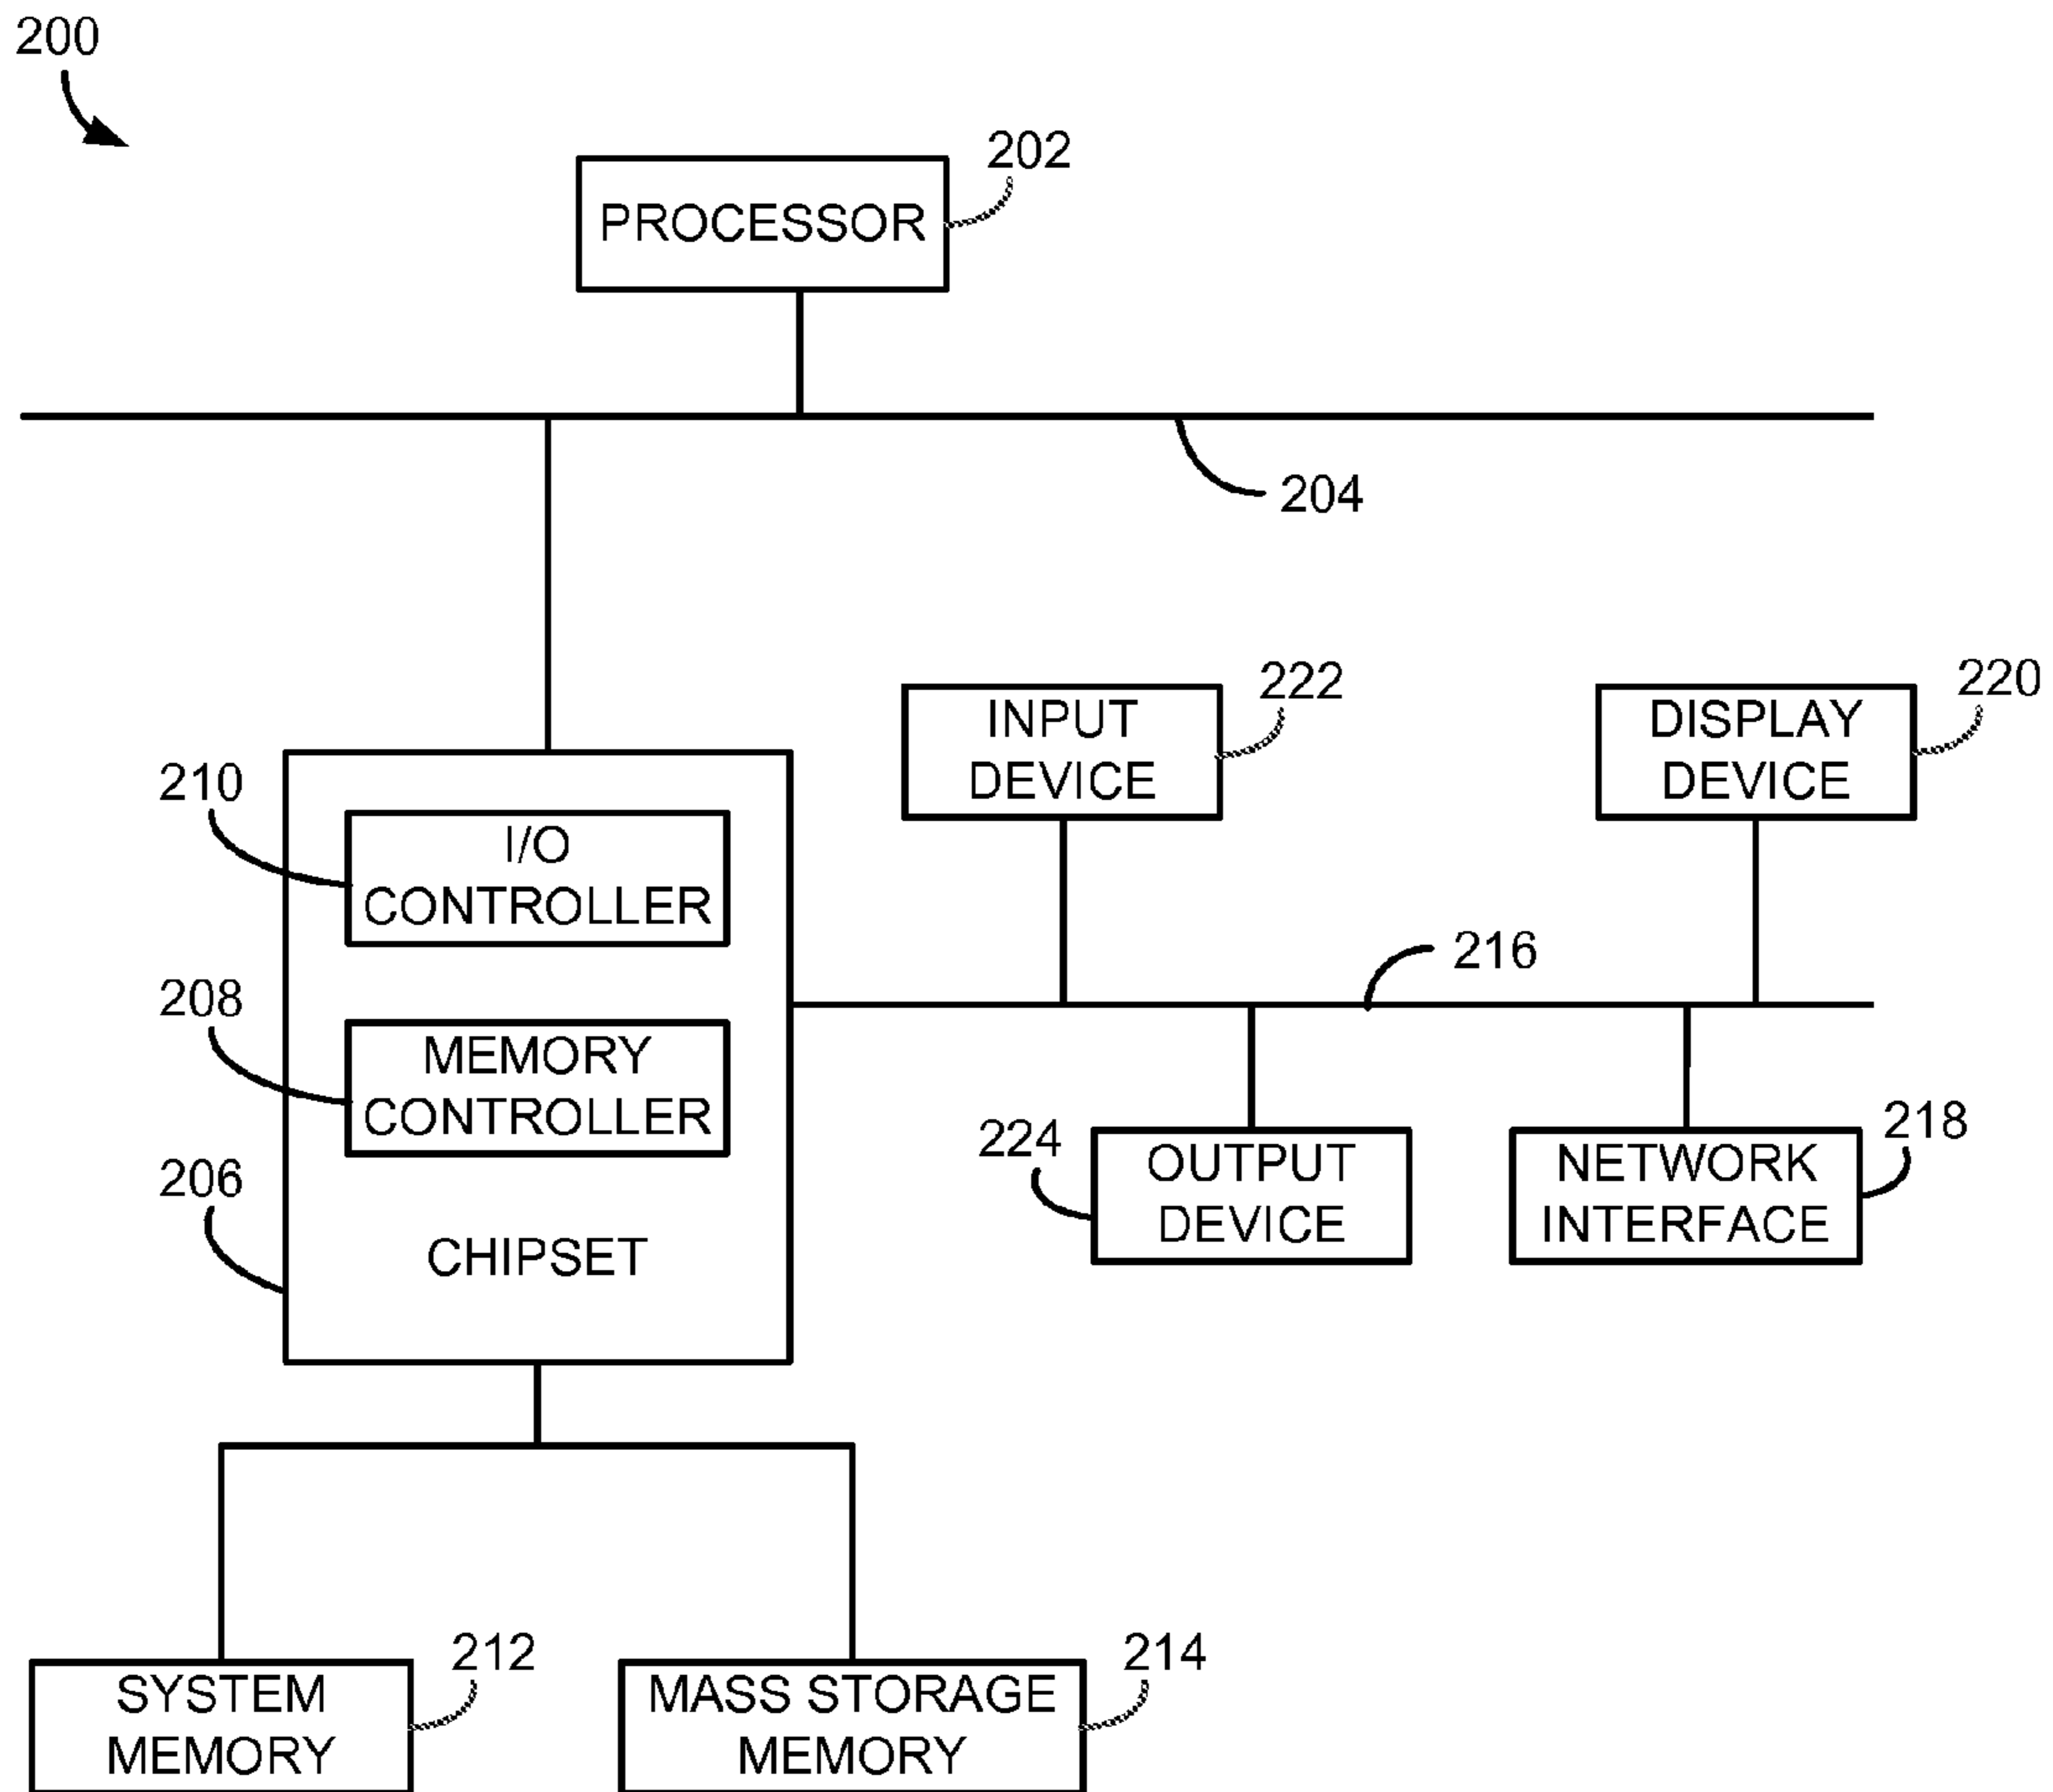 200
202
PROCESSOR
204
222
220
INPUT
DEVICE
DISPLAY
DEVICE
210
I/O
CONTROLLER
216
208
MEMORY
CONTROLLER
224
OUTPUT
DEVICE
218
NETWORK
INTERFACE
206
CHIPSET
212
SYSTEM
MEMORY
214
MASS STORAGE
MEMORY